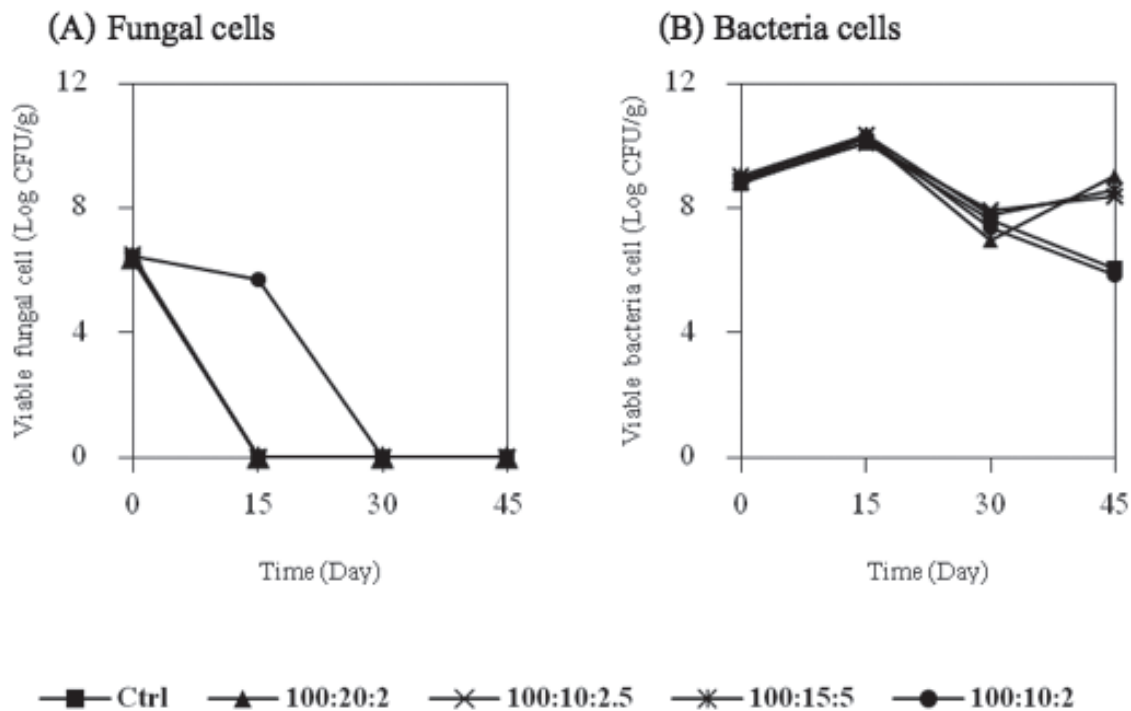 (A) Fungal cells
12
8
4
0
0 15 30 45
Viable fungal cell (Log CFU/g)
Time (Day)
(B) Bacteria cells
12
8
4
0
0 15 30 45
Viable bacteria cell (Log CFU/g)
Time (Day)
Ctrl 100:20:2 100:10:2.5 100:15:5 100:10:2